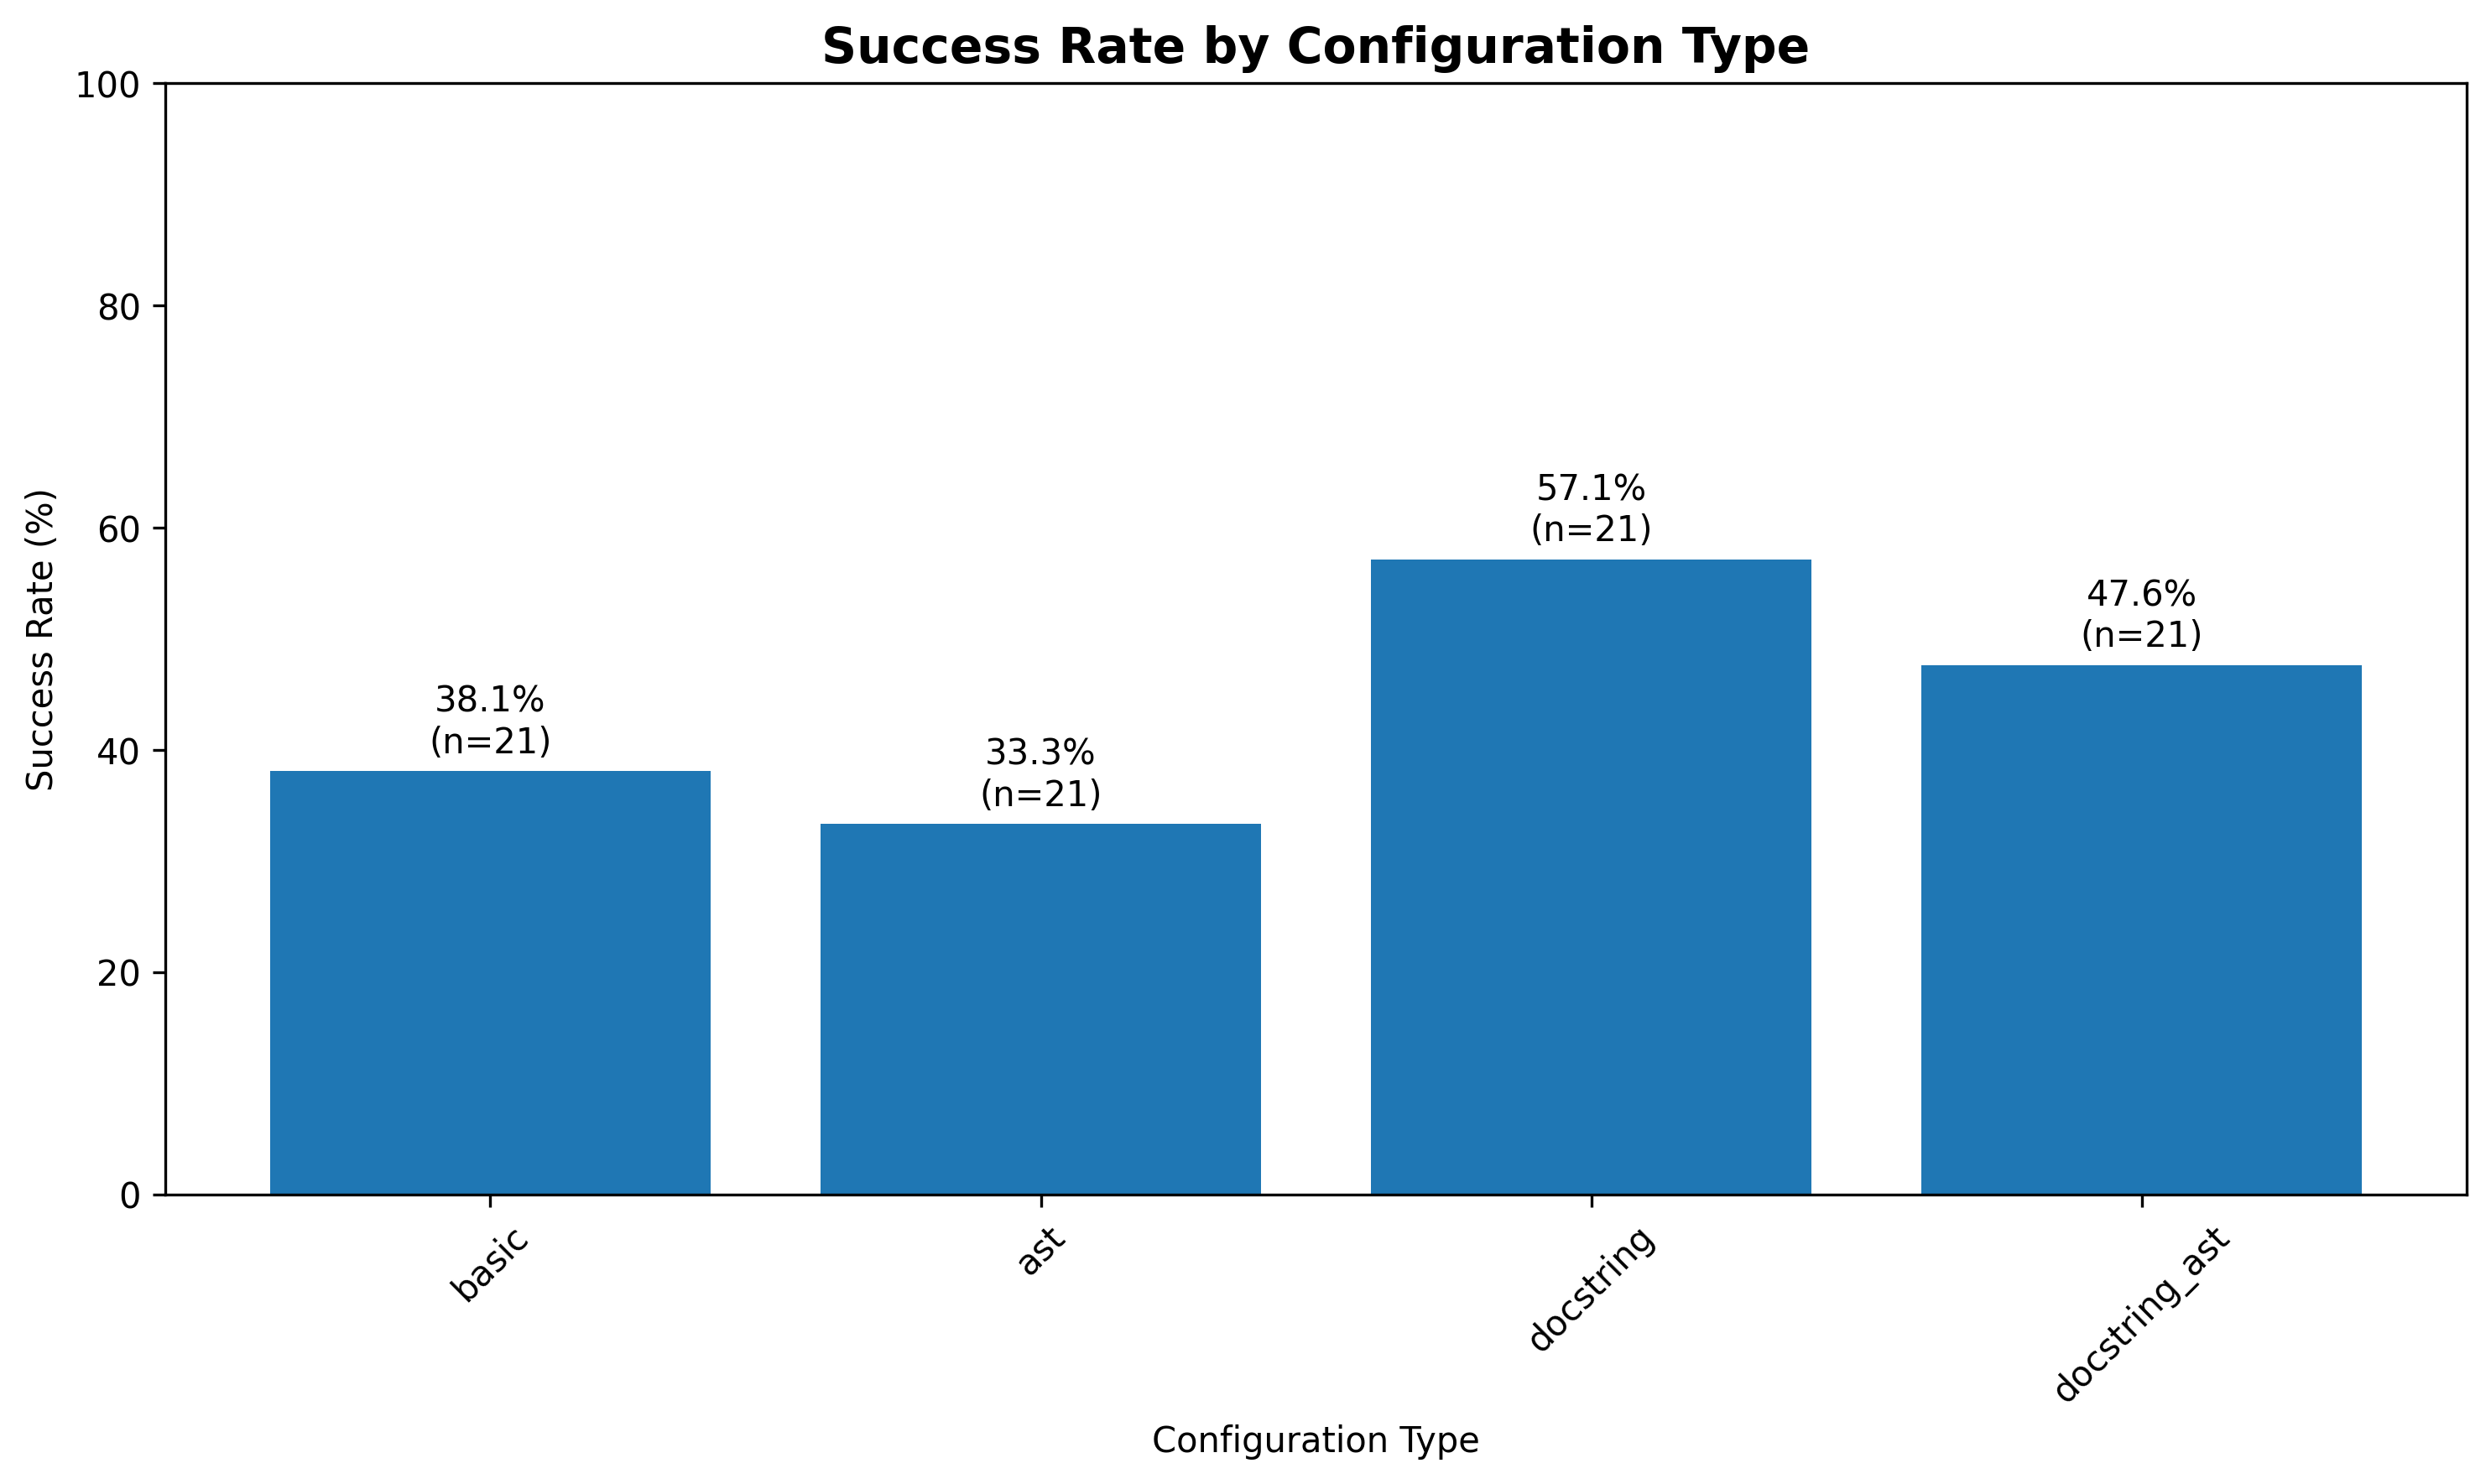 Success Rate by Configuration Type
Success Rate (%)
100
80
60
40
20
0
38.1%
(n=21)
33.3%
(n=21)
57.1%
(n=21)
47.6%
(n=21)
basic
ast
docstring
docstring_ast
Configuration Type